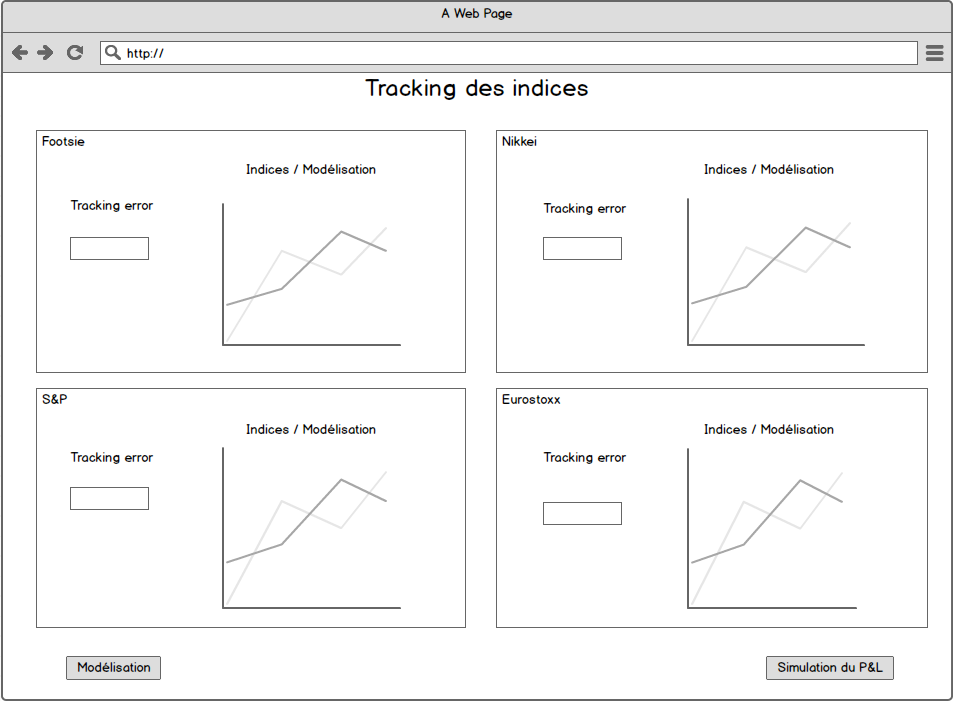 A Web Page
http://
Tracking des indices
Footsie
Indices / Modélisation
Tracking error
Nikkei
Indices / Modélisation
Tracking error
S&P
Indices / Modélisation
Tracking error
Eurostoxx
Indices / Modélisation
Tracking error
Modélisation
Simulation du P&L